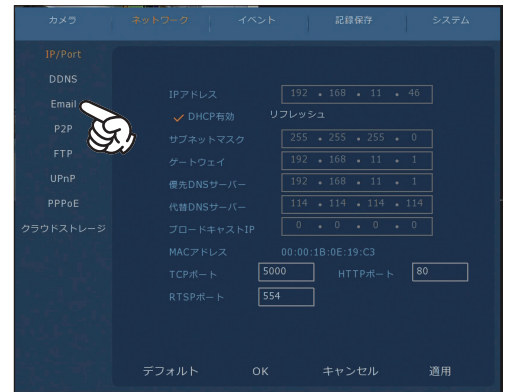 カメラ ネットワーク イベント 記録保存 システム
IP/Port
DDNS
Email
P2P
FTP
UPnP
PPPoE
クラウドストレージ
IPアドレス 192 . 168 . 11 . 46
✓ DHCP有効 リフレッシュ
サブネットマスク 255 . 255 . 255 . 0
ゲートウェイ 192 . 168 . 11 . 1
優先DNSサーバー 192 . 168 . 11 . 1
代替DNSサーバー 114 . 114 . 114 . 114
ブロードキャストIP 0 . 0 . 0 . 0
MACアドレス 00:00:1B:0E:19:C3
TCPポート 5000 HTTPポート 80
RTSPポート 554
デフォルト OK キャンセル 適用